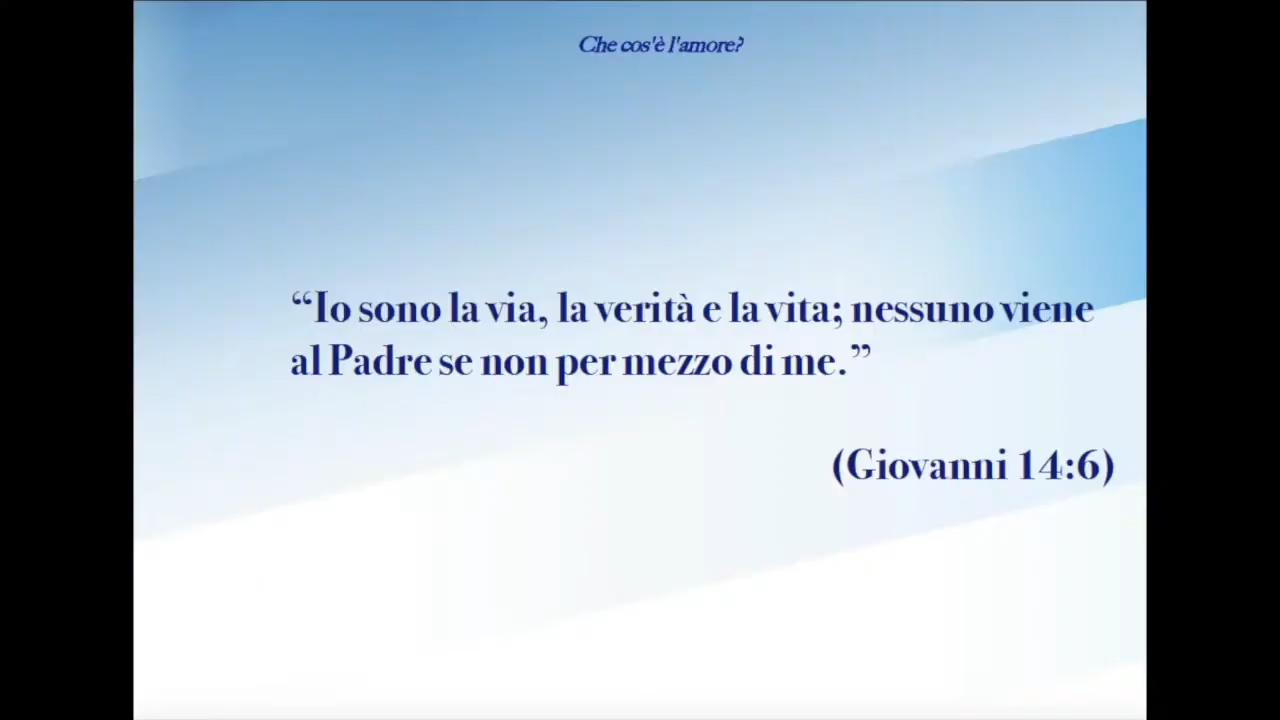 Che cos'è l'amore?
“Io sono la via, la verità e la vita; nessuno viene
al Padre se non per mezzo di me.”
(Giovanni 14:6)